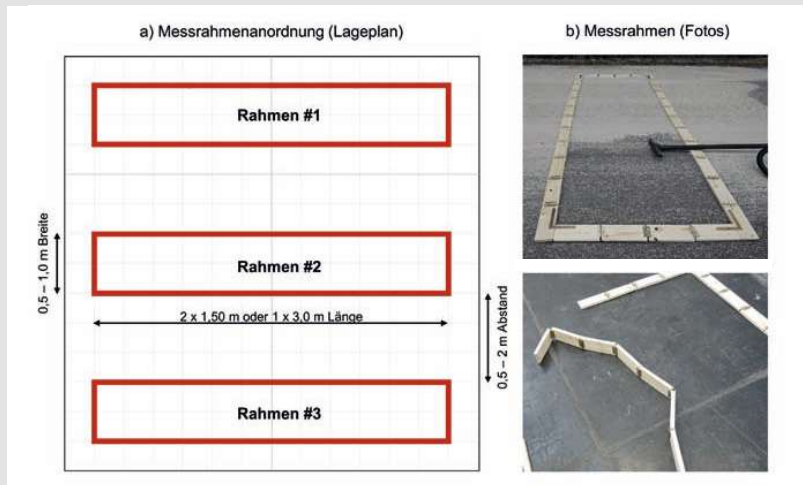 a) Messrahmenanordnung (Lageplan)
b) Messrahmen (Fotos)
Rahmen #1
0,5 – 1,0 m Breite
Rahmen #2
2 x 1,50 m oder 1 x 3,0 m Länge
0,5 – 2 m Abstand
Rahmen #3